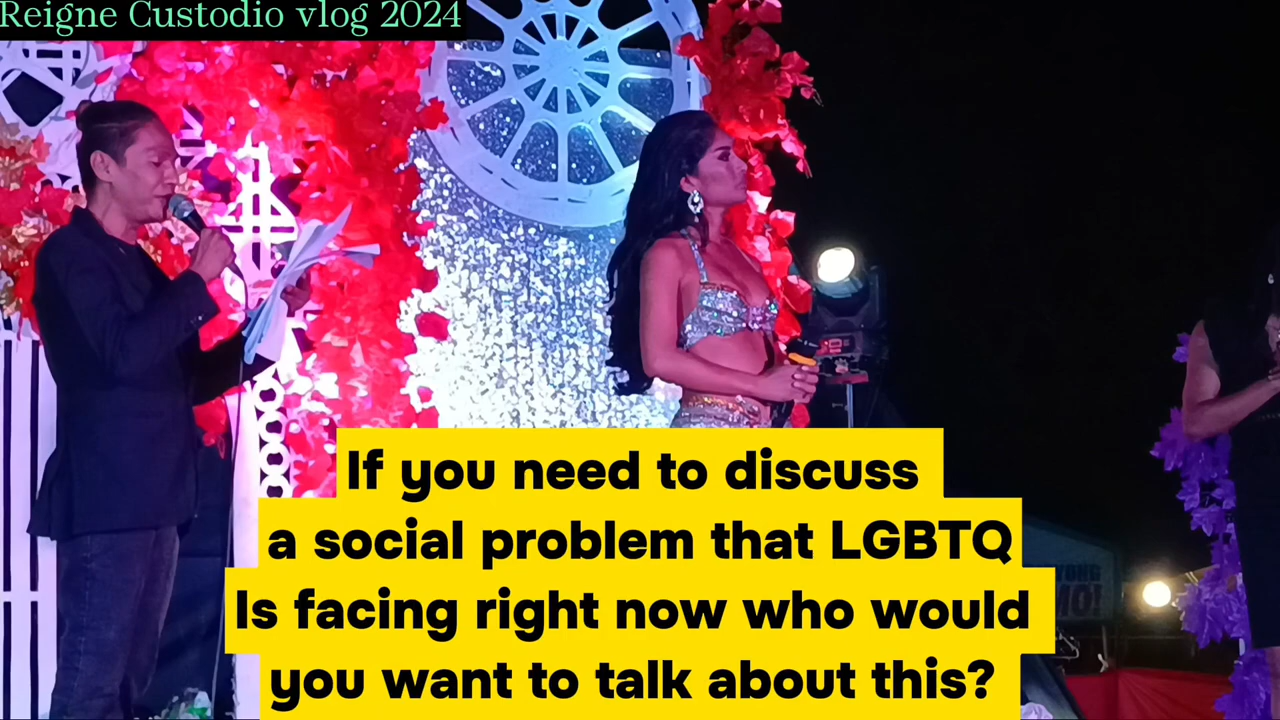 Reigne Custodio vlog 2024
If you need to discuss
a social problem that LGBTQ
Is facing right now who would
you want to talk about this?